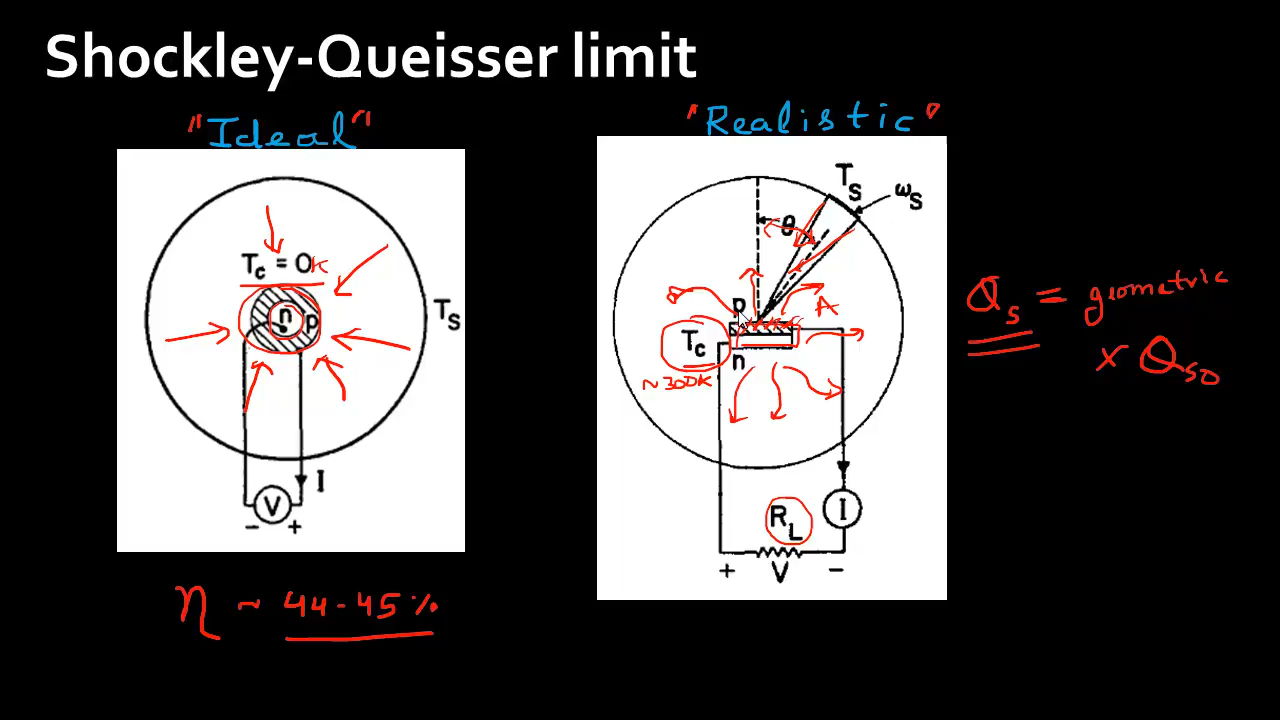 Shockley-Queisser limit
"Ideal"
"Realistic"
T_c = 0K
n
p
T_S
I
V
- +
η ~ 44-45%
T_S
ω_S
θ
p
A
T_c
n
~300K
R_L
I
+ V -
Q_s = geometric
× Q_so